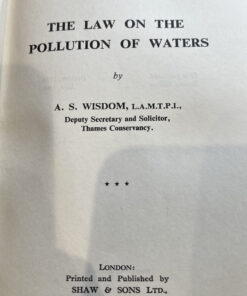 THE LAW ON THE
POLLUTION OF WATERS
by
A. S. WISDOM, L.A.M.T.P.I.,
Deputy Secretary and Solicitor,
Thames Conservancy.
* * *
LONDON:
Printed and Published by
SHAW & SONS LTD.,